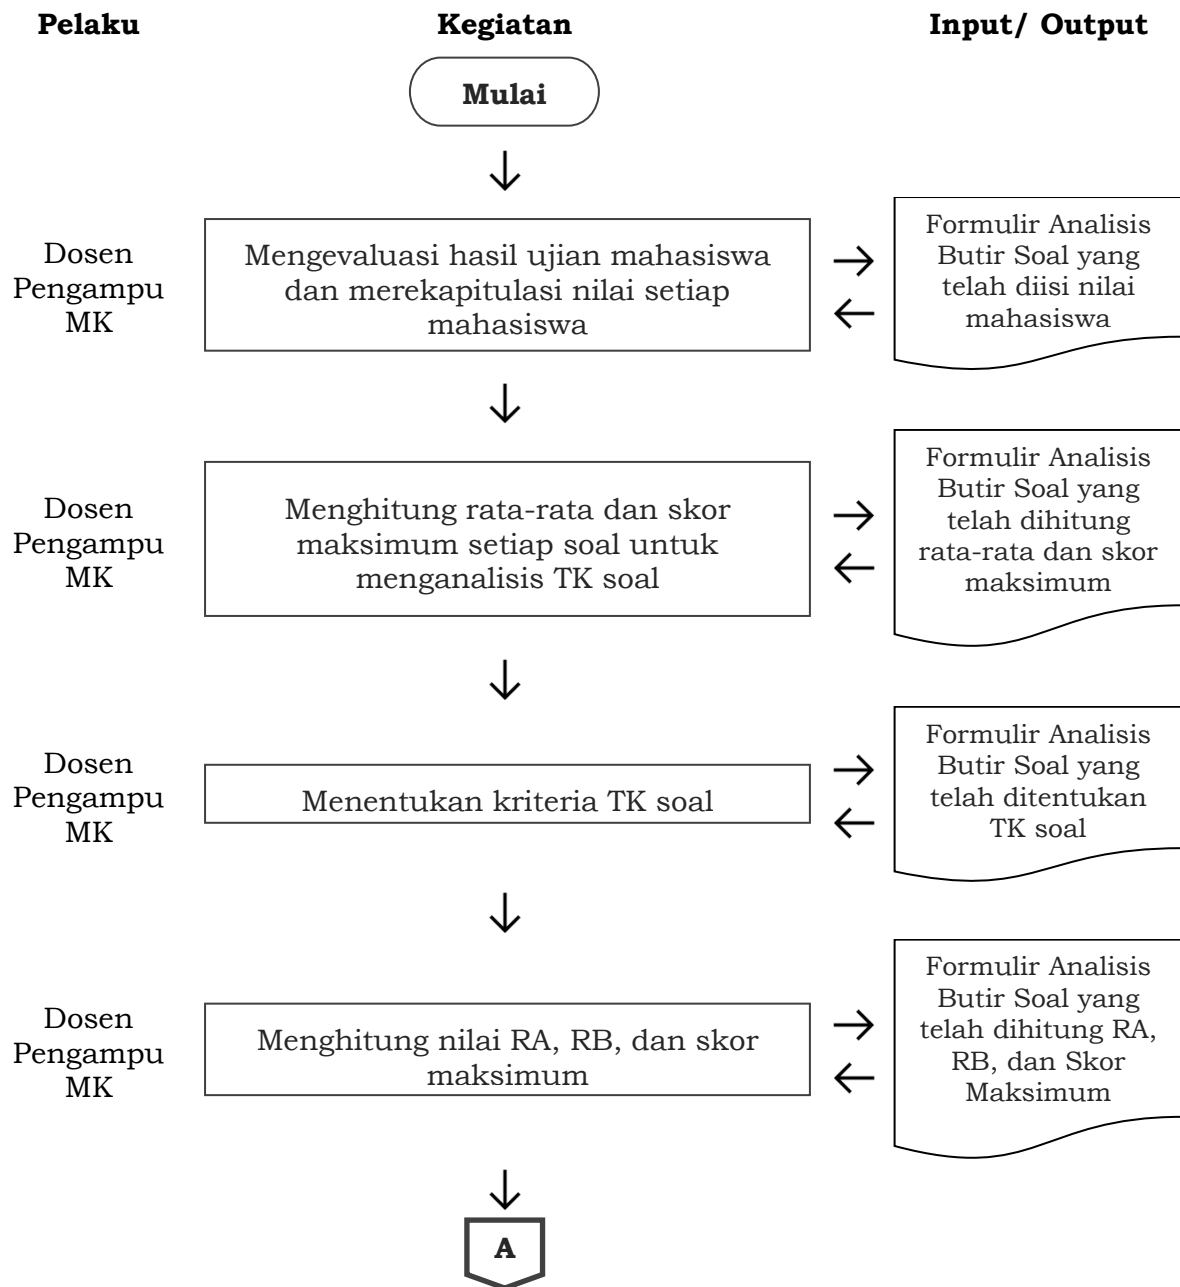 Pelaku Kegiatan Input/ Output
Mulai
Dosen
Pengampu
MK
Mengevaluasi hasil ujian mahasiswa
dan merekapitulasi nilai setiap
mahasiswa
Formulir Analisis
Butir Soal yang
telah diisi nilai
mahasiswa
Dosen
Pengampu
MK
Menghitung rata-rata dan skor
maksimum setiap soal untuk
menganalisis TK soal
Formulir Analisis
Butir Soal yang
telah dihitung
rata-rata dan skor
maksimum
Dosen
Pengampu
MK
Menentukan kriteria TK soal
Formulir Analisis
Butir Soal yang
telah ditentukan
TK soal
Dosen
Pengampu
MK
Menghitung nilai RA, RB, dan skor
maksimum
Formulir Analisis
Butir Soal yang
telah dihitung RA,
RB, dan Skor
Maksimum
A